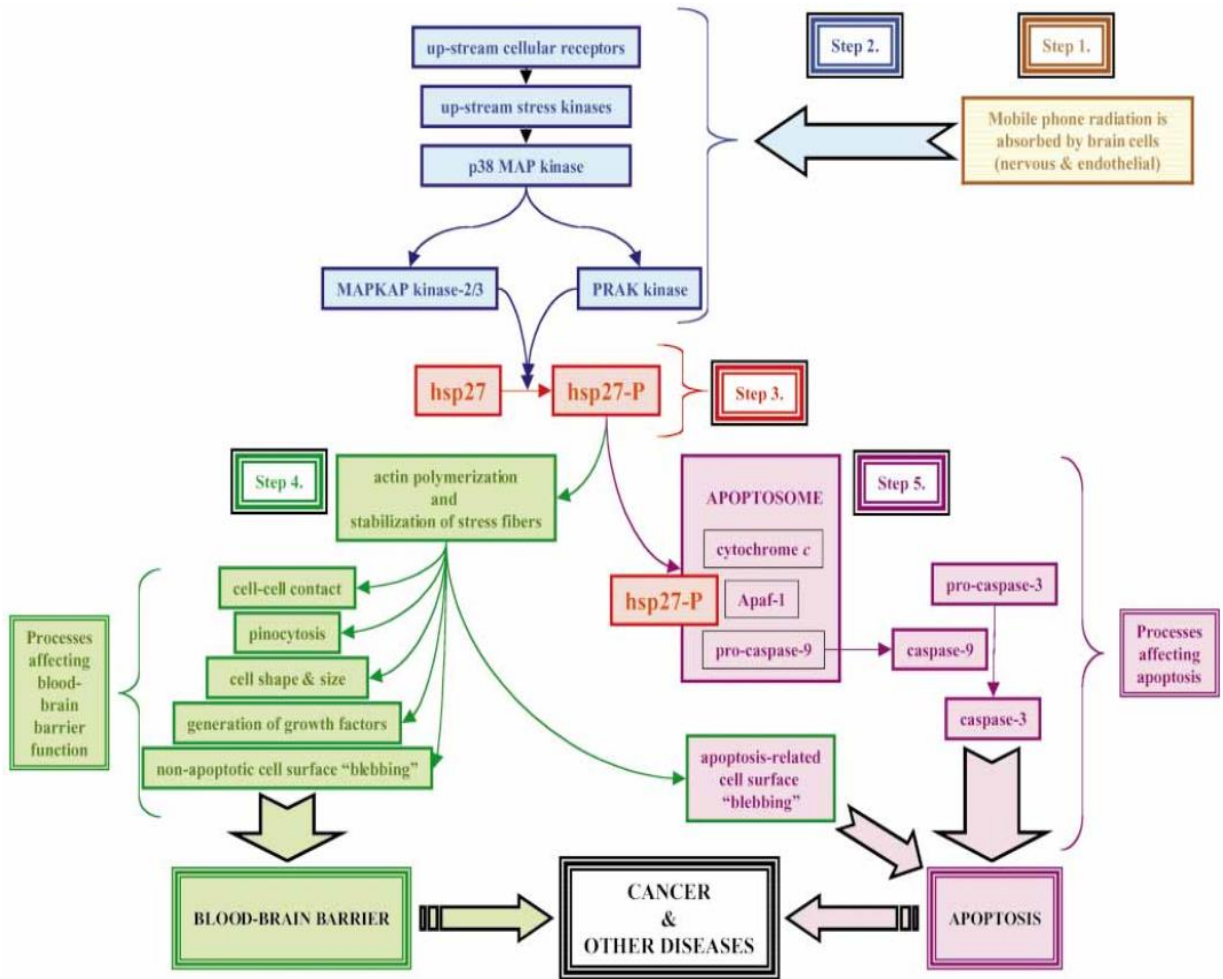 up-stream cellular receptors
Step 2.
Step 1.
up-stream stress kinases
Mobile phone radiation is
absorbed by brain cells
(nervous & endothelial)
p38 MAP kinase
MAPKAP kinase-2/3
PRAK kinase
hsp27
hsp27-P
Step 3.
Step 4.
actin polymerization
and
stabilization of stress fibers
APOPTOSOME
Step 5.
cytochrome c
hsp27-P
Apaf-1
pro-caspase-9
caspase-9
pro-caspase-3
caspase-3
Processes
affecting
apoptosis
Processes
affecting
blood-
brain
barrier
function
cell-cell contact
pinocytosis
cell shape & size
generation of growth factors
non-apoptotic cell surface “blebbing”
apoptosis-related
cell surface
“blebbing”
BLOOD-BRAIN BARRIER
CANCER
&
OTHER DISEASES
APOPTOSIS